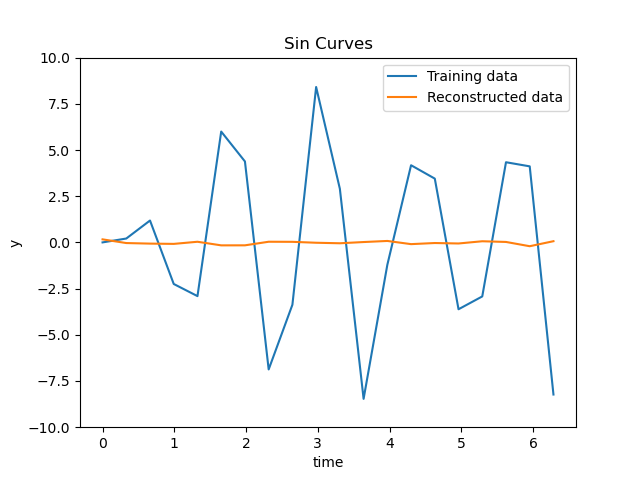 Sin Curves
Training data
Reconstructed data
10.0
7.5
5.0
2.5
0.0
−2.5
−5.0
−7.5
−10.0
y
0 1 2 3 4 5 6
time